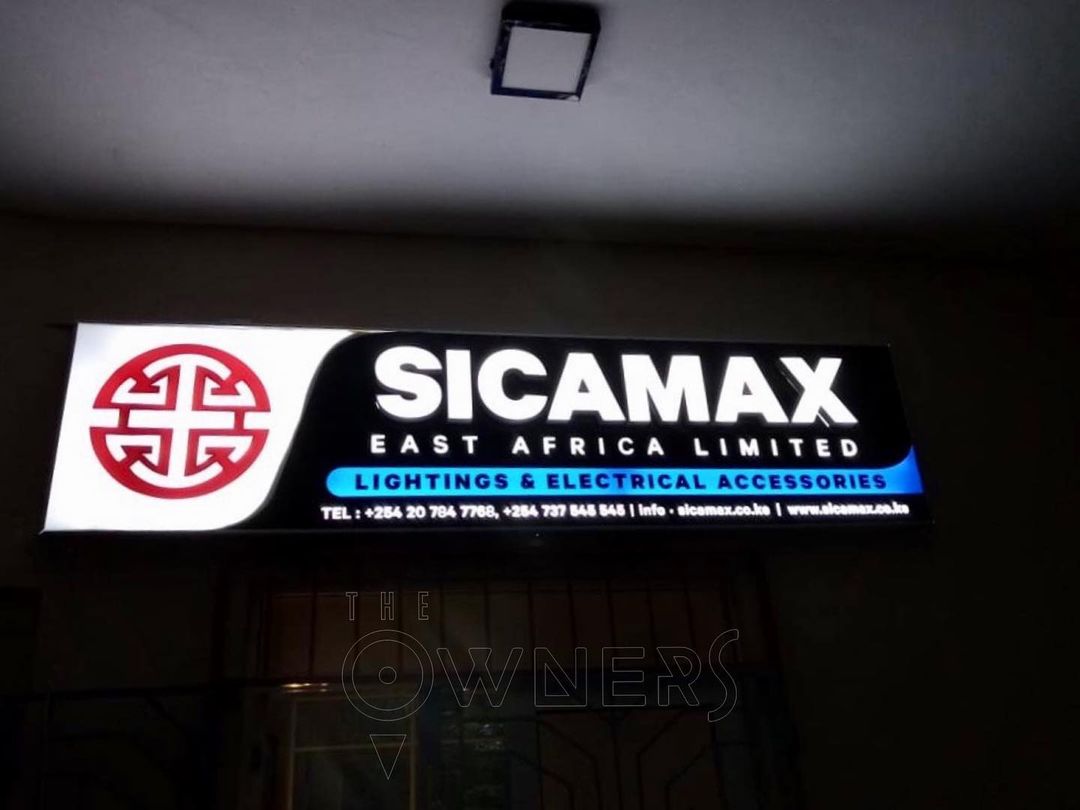 SICAMAX
EAST AFRICA LIMITED
LIGHTINGS & ELECTRICAL ACCESSORIES
TEL : +254 20 784 7768, +254 737 545 545 | info · sicamax.co.ke | www.sicamax.co.ke
THE
OWNERS